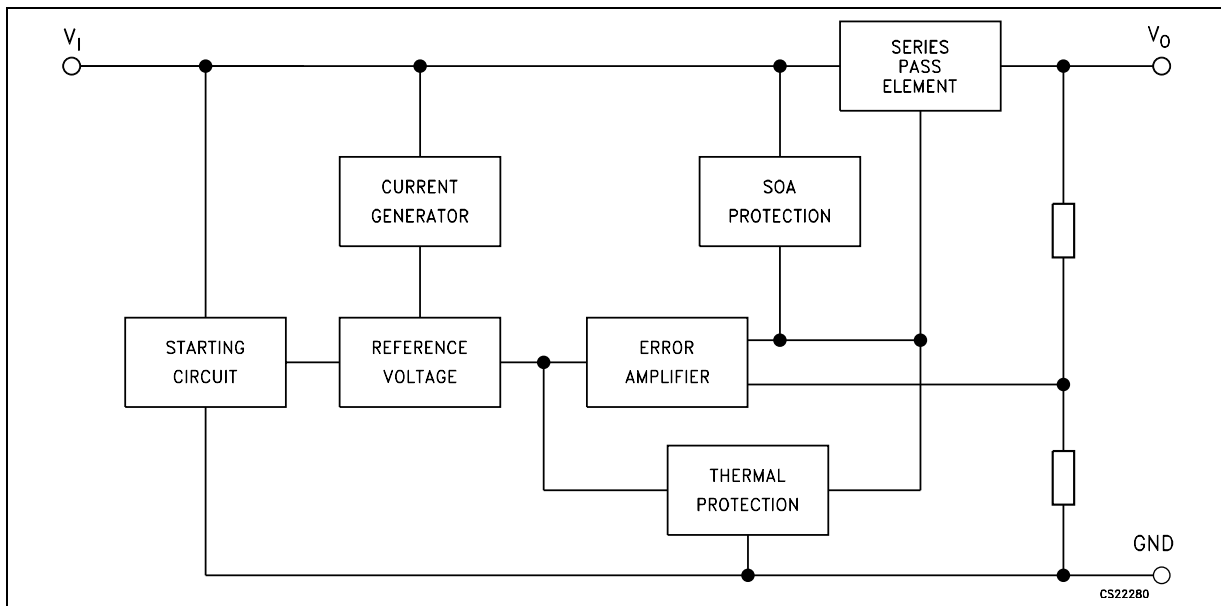 V_I
V_O
SERIES
PASS
ELEMENT
CURRENT
GENERATOR
SOA
PROTECTION
STARTING
CIRCUIT
REFERENCE
VOLTAGE
ERROR
AMPLIFIER
THERMAL
PROTECTION
GND
CS22280